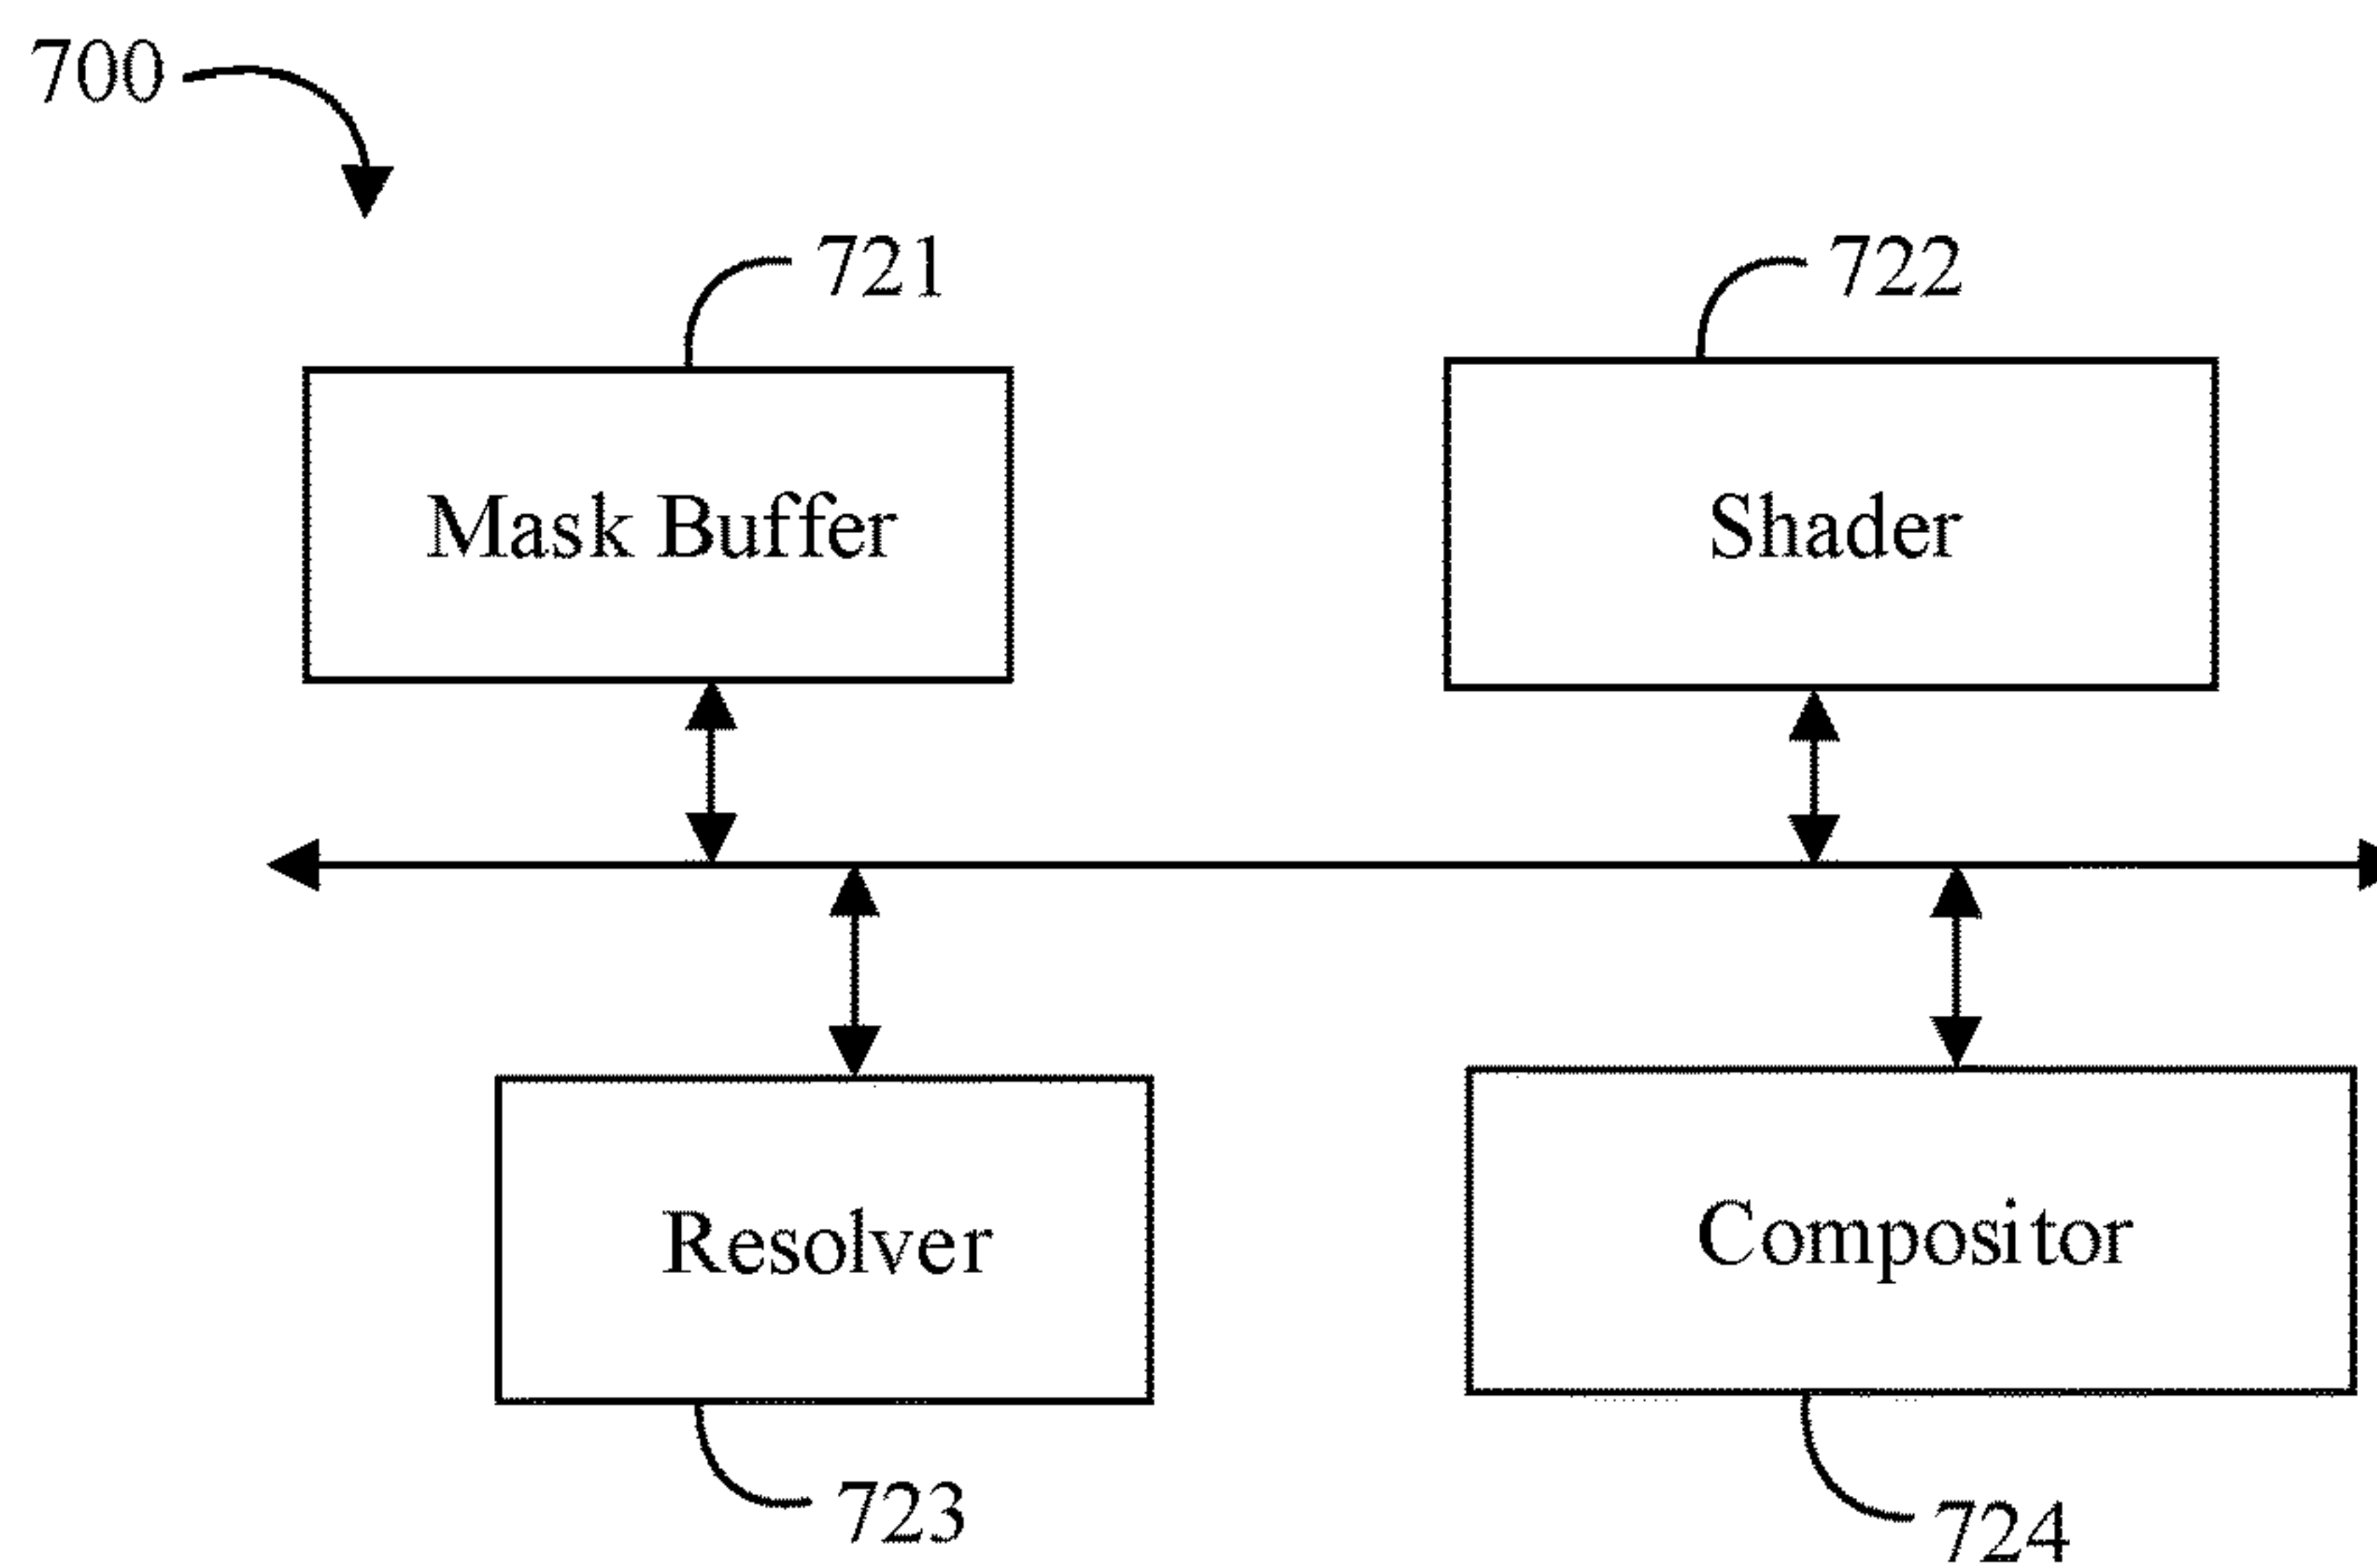 700
721
722
Mask Buffer
Shader
Resolver
Compositor
723
724